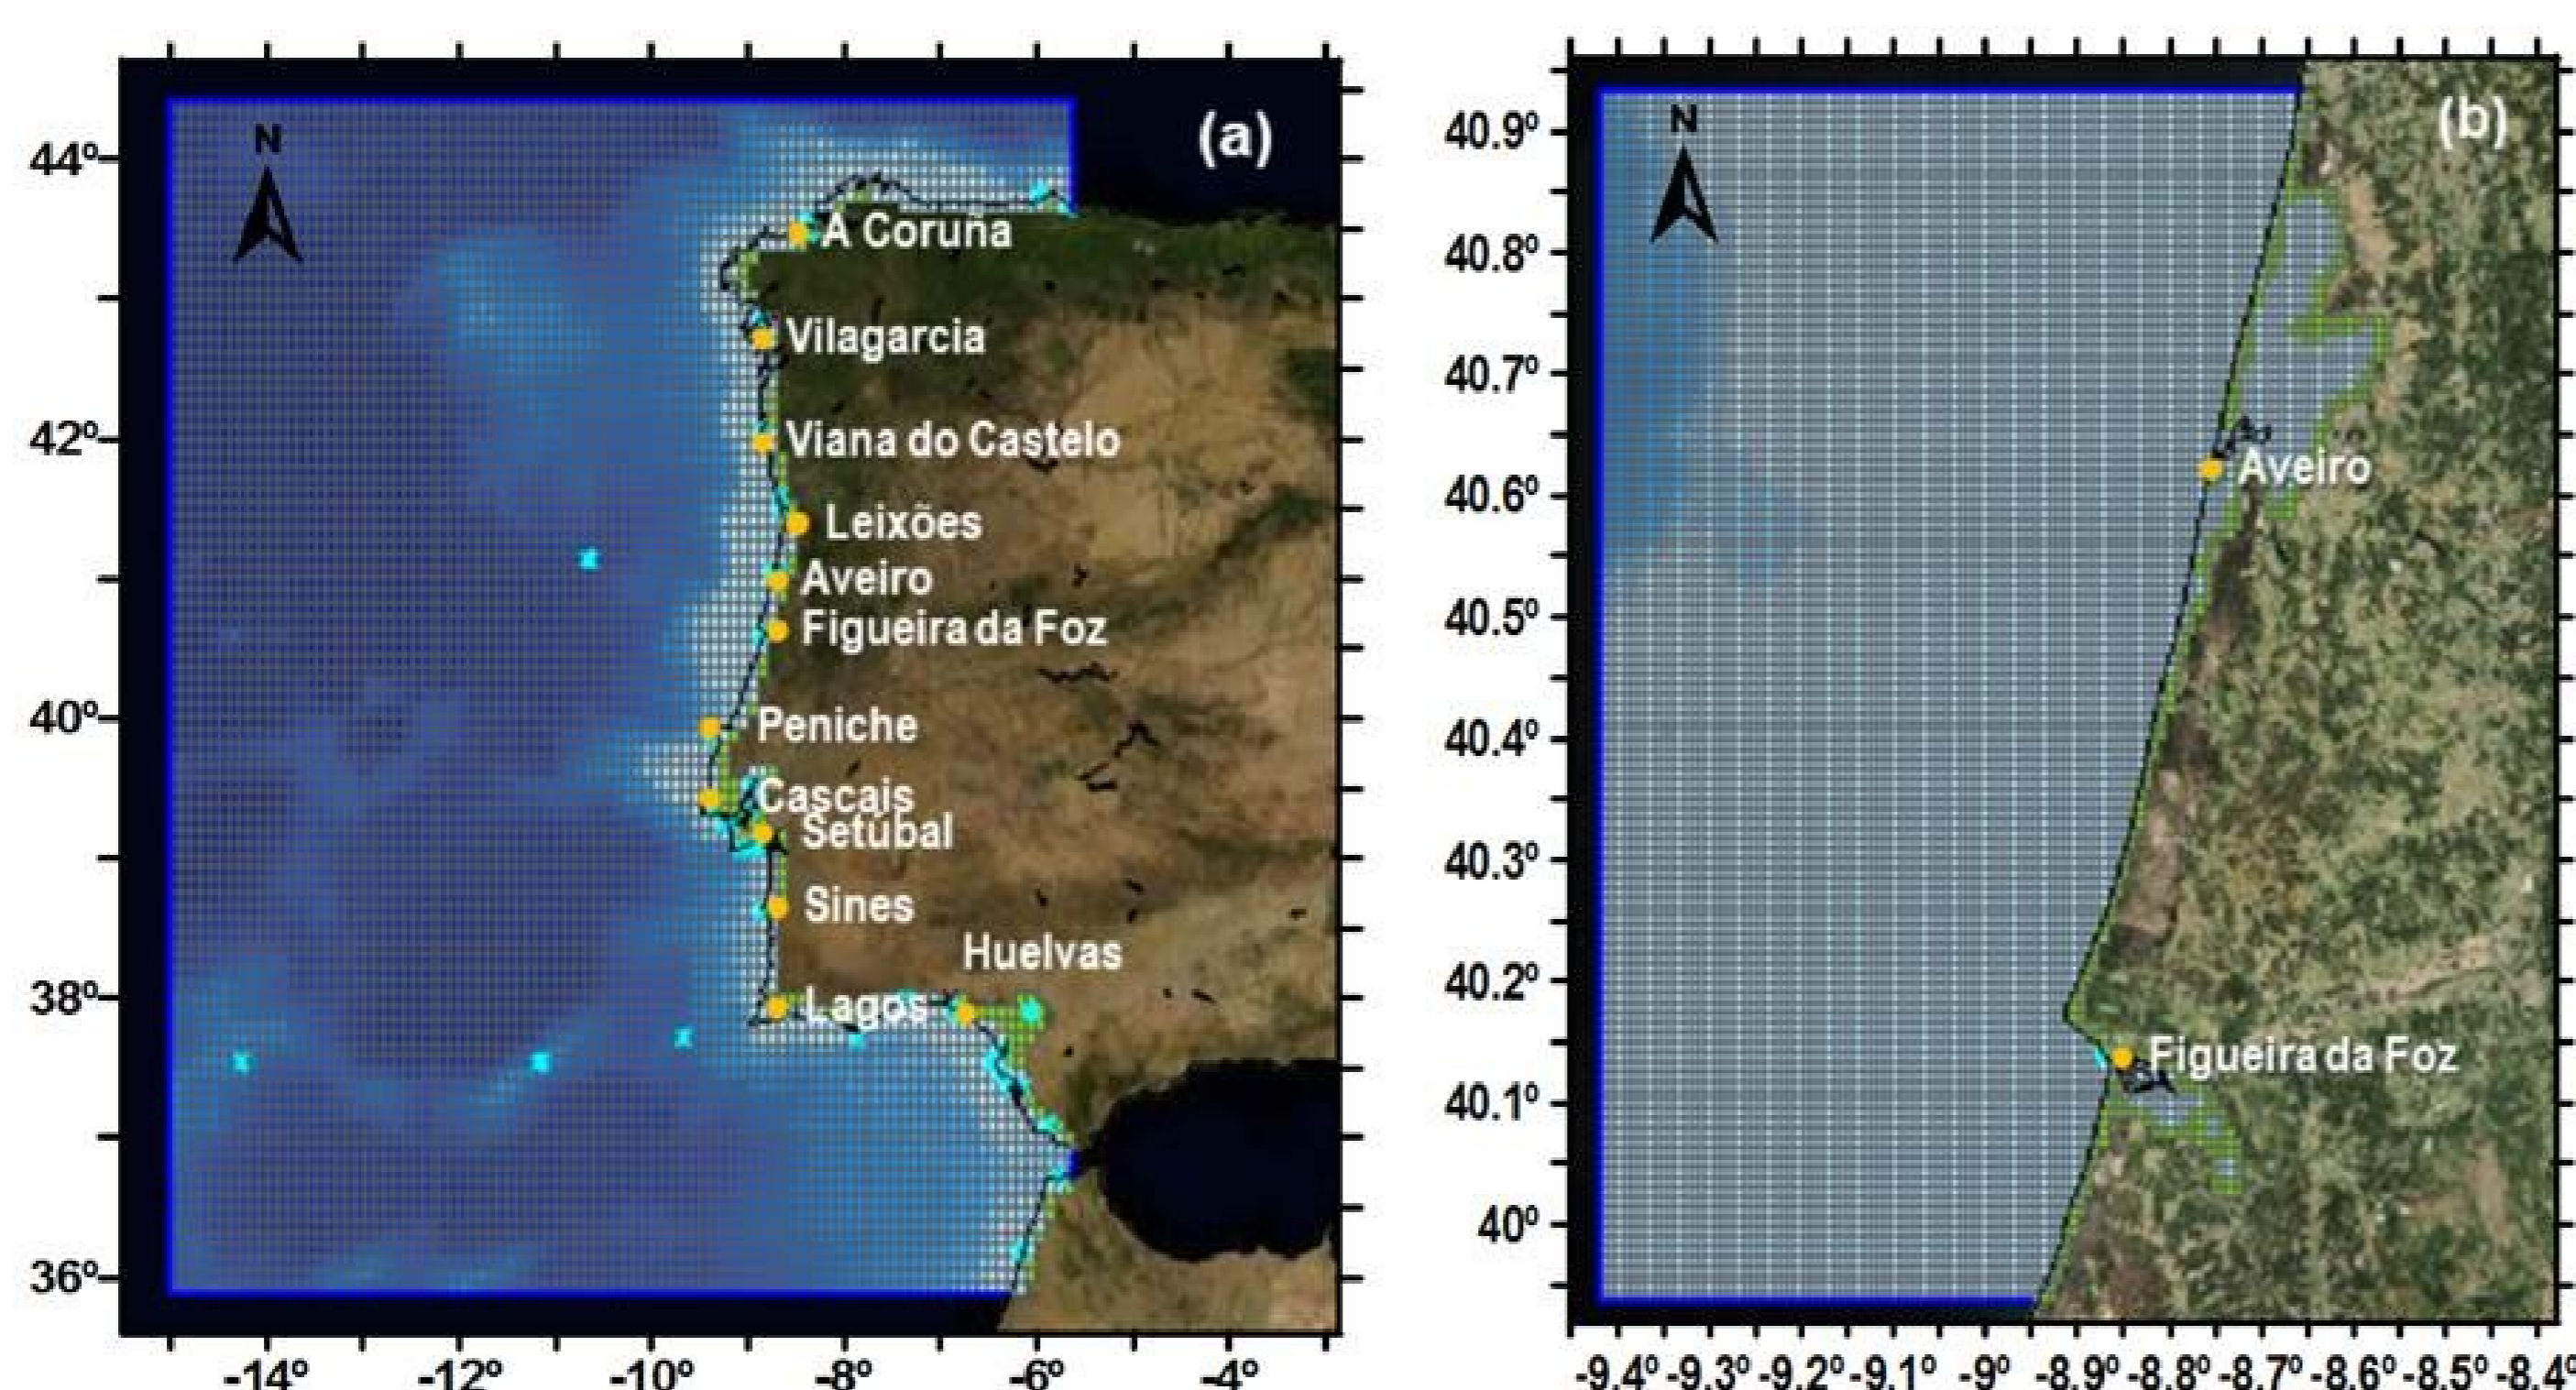 (a)
N
44º
42º
40º
38º
36º
A Coruña
Vilagarcia
Viana do Castelo
Leixões
Aveiro
Figueira da Foz
Peniche
Cascais
Setúbal
Sines
Huelvas
Lagos
-14º -12º -10º -8º -6º -4º
(b)
N
40.9º
40.8º
40.7º
40.6º
40.5º
40.4º
40.3º
40.2º
40.1º
40º
Aveiro
Figueira da Foz
-9.4º -9.3º -9.2º -9.1º -9º -8.9º -8.8º -8.7º -8.6º -8.5º -8.4º